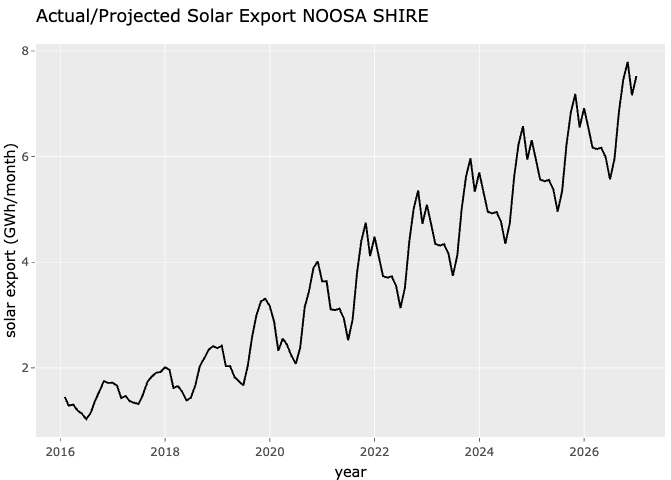 Actual/Projected Solar Export NOOSA SHIRE
8
6
4
2
solar export (GWh/month)
2016 2018 2020 2022 2024 2026
year